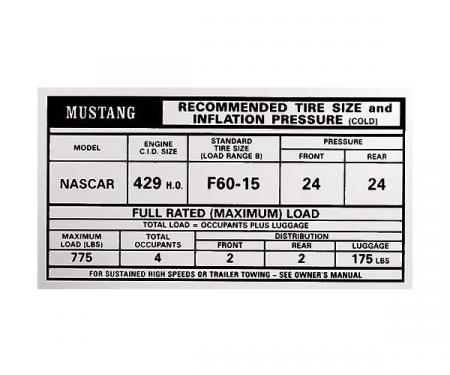 MUSTANG
RECOMMENDED TIRE SIZE and
INFLATION PRESSURE (COLD)
MODEL
ENGINE
C.I.D. SIZE
STANDARD
TIRE SIZE
(LOAD RANGE B)
PRESSURE
FRONT
REAR
NASCAR
429 H.O.
F60-15
24
24
FULL RATED (MAXIMUM) LOAD
TOTAL LOAD = OCCUPANTS PLUS LUGGAGE
MAXIMUM
LOAD (LBS)
TOTAL
OCCUPANTS
DISTRIBUTION
FRONT
REAR
LUGGAGE
775
4
2
2
175 LBS
FOR SUSTAINED HIGH SPEEDS OR TRAILER TOWING – SEE OWNER'S MANUAL